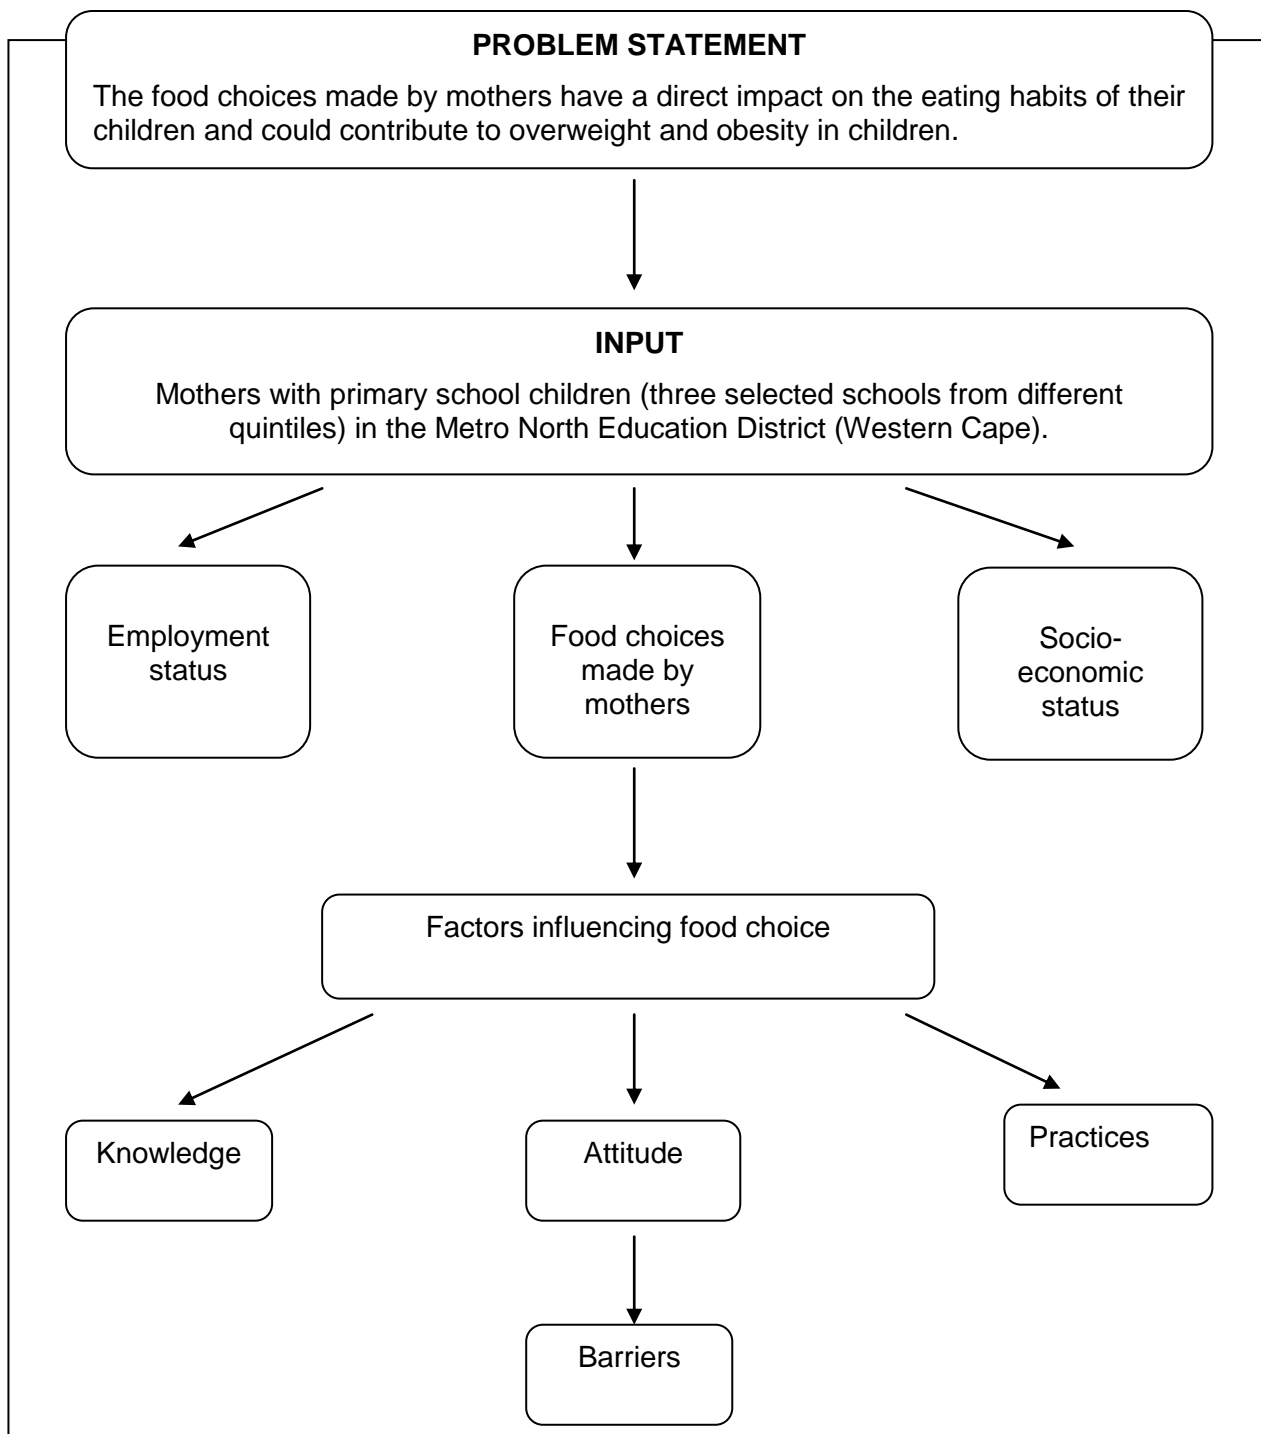 PROBLEM STATEMENT
The food choices made by mothers have a direct impact on the eating habits of their
children and could contribute to overweight and obesity in children.
INPUT
Mothers with primary school children (three selected schools from different
quintiles) in the Metro North Education District (Western Cape).
Employment
status
Food choices
made by
mothers
Socio-
economic
status
Factors influencing food choice
Knowledge
Attitude
Practices
Barriers